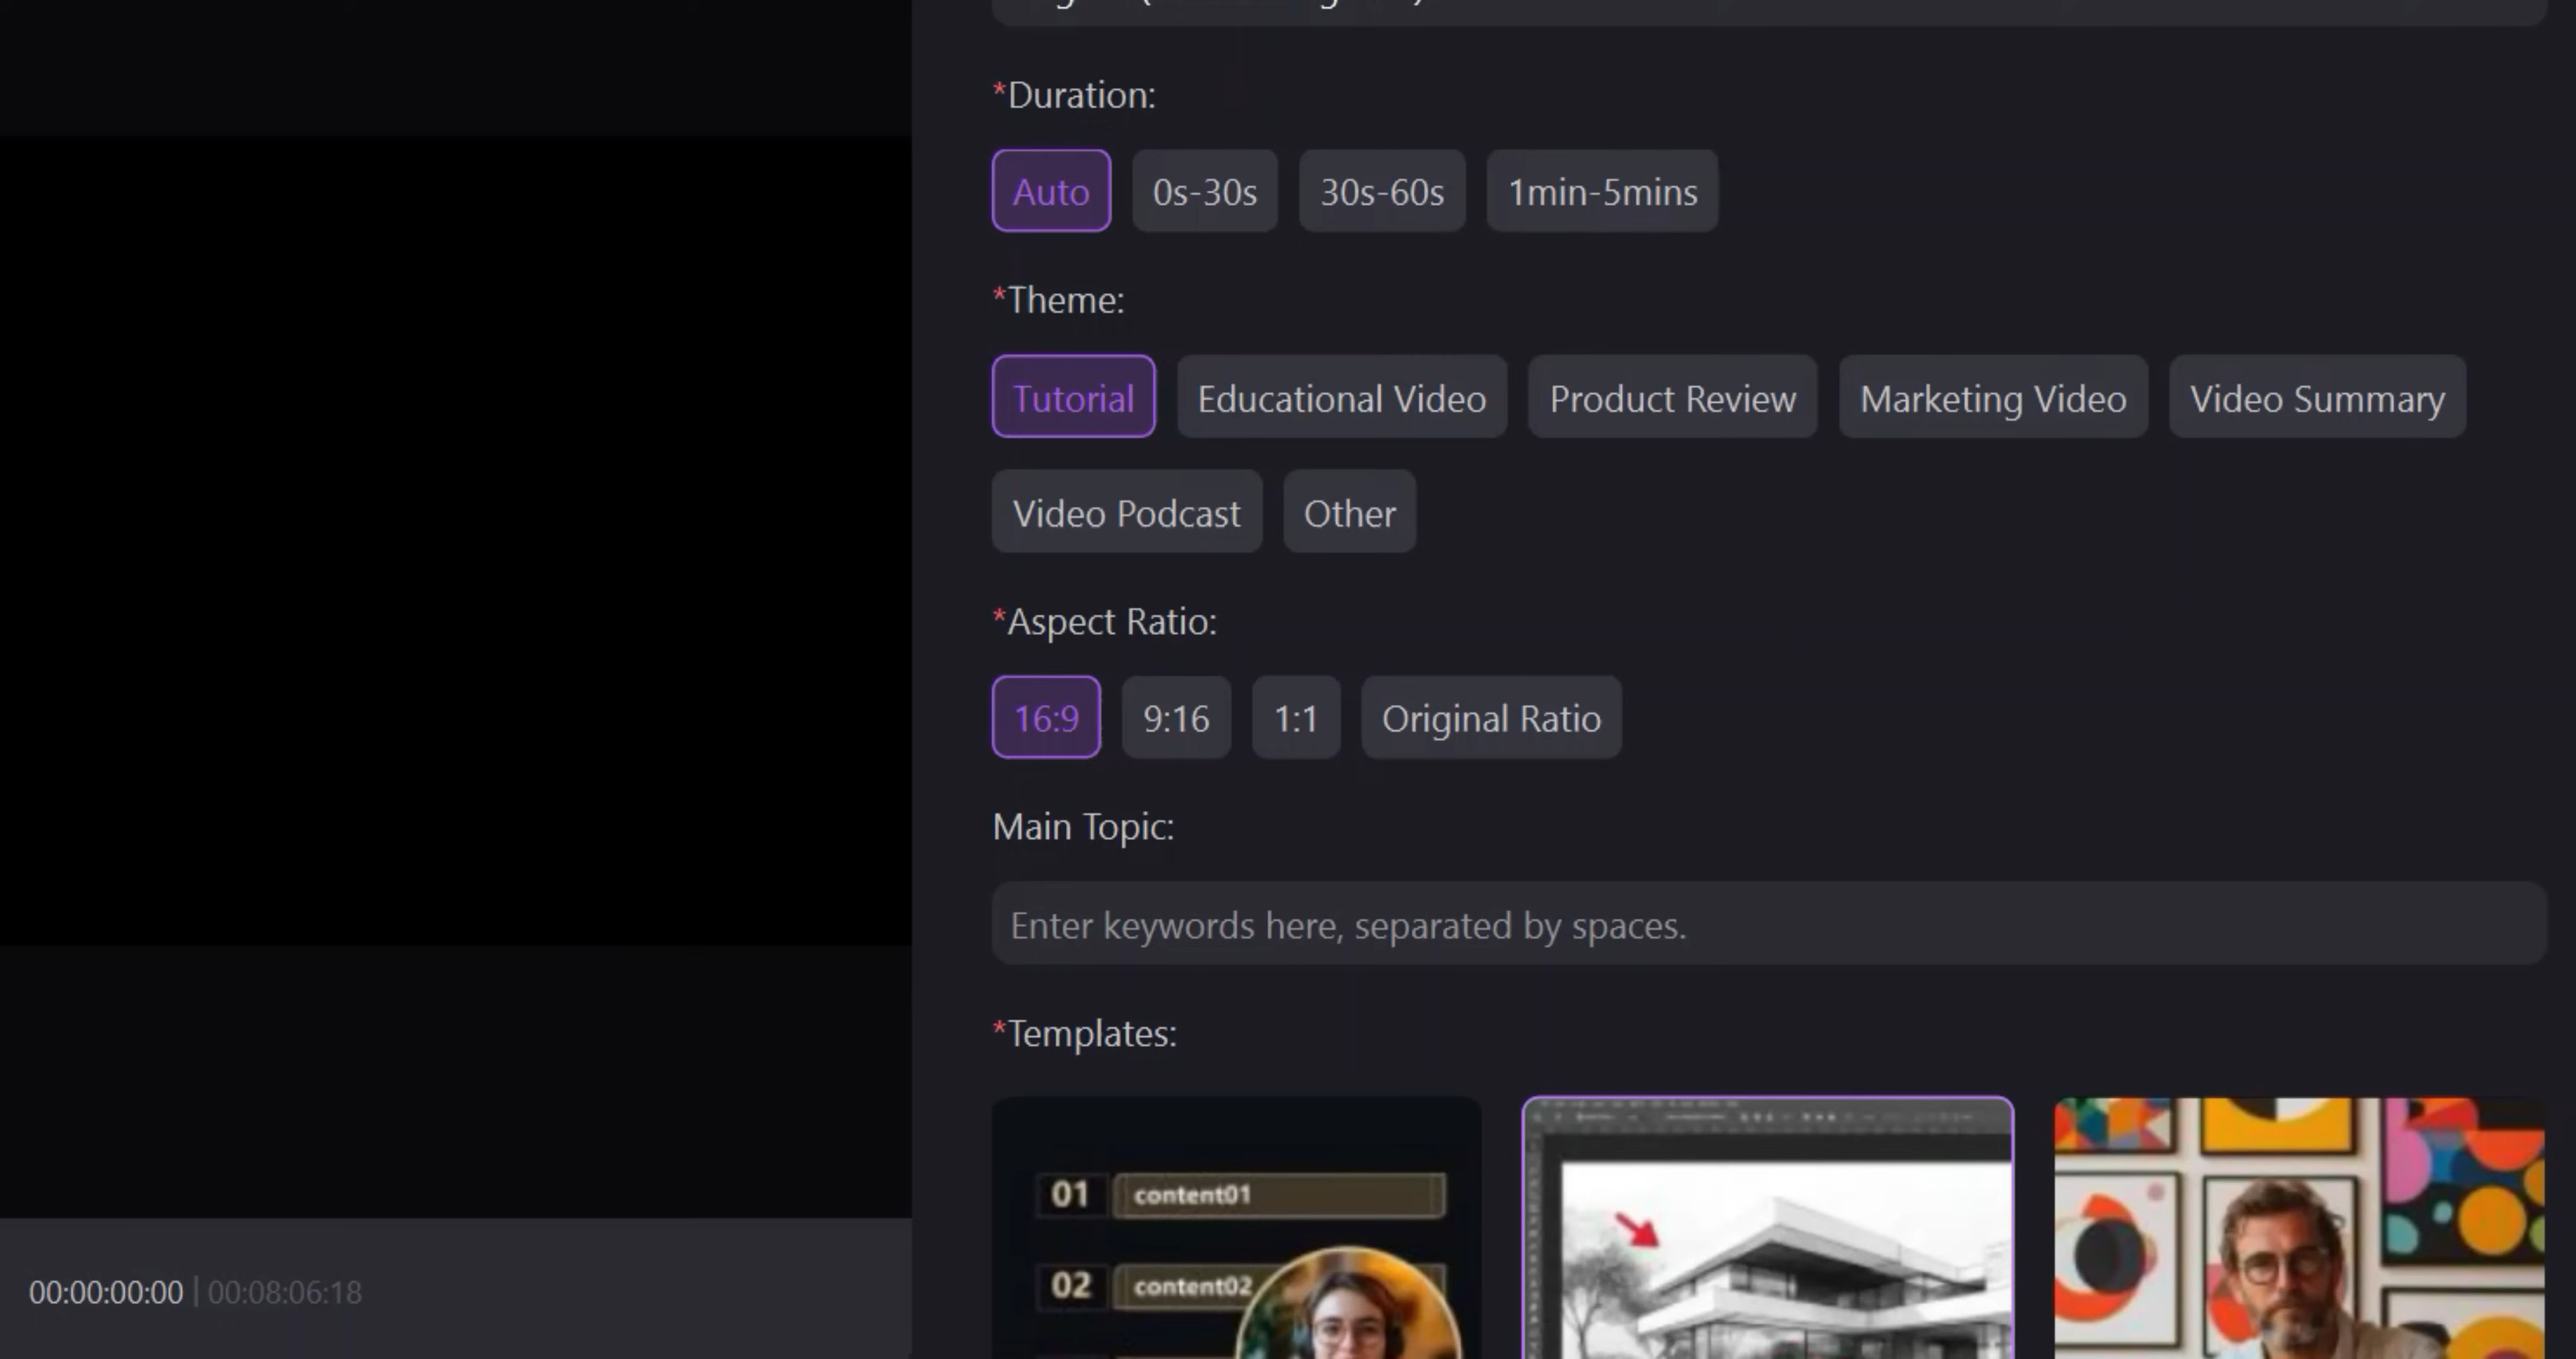 *Duration:
Auto 0s-30s 30s-60s 1min-5mins
*Theme:
Tutorial Educational Video Product Review Marketing Video Video Summary
Video Podcast Other
*Aspect Ratio:
16:9 9:16 1:1 Original Ratio
Main Topic:
Enter keywords here, separated by spaces.
*Templates:
01 content01
02 content02
00:00:00:00 | 00:08:06:18